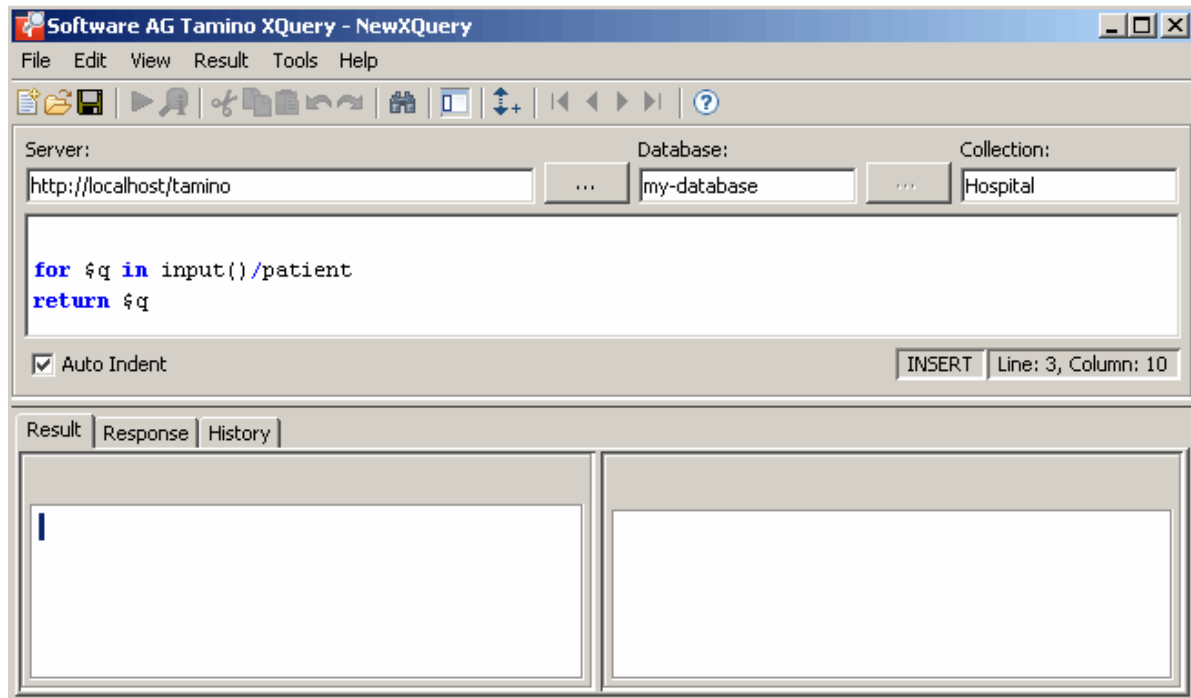 Software AG Tamino XQuery - NewXQuery
File Edit View Result Tools Help
Server: Database: Collection:
http://localhost/tamino ... my-database ... Hospital
for $q in input()/patient
return $q
Auto Indent INSERT Line: 3, Column: 10
Result Response History